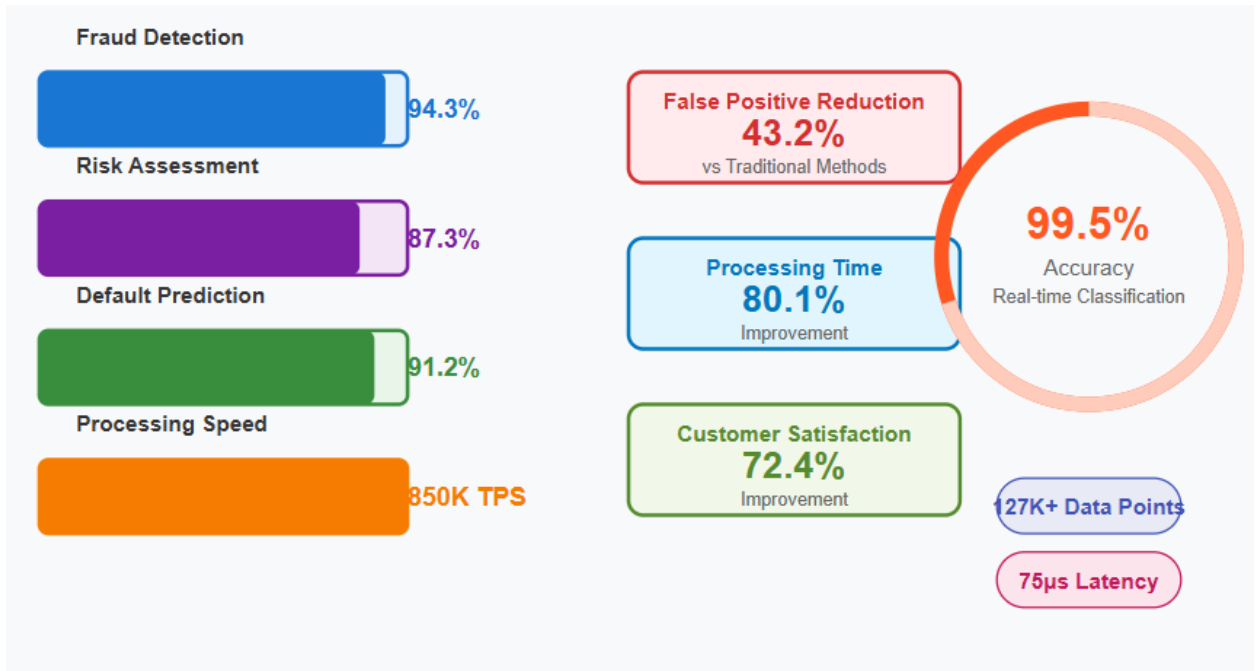 Fraud Detection
94.3%
Risk Assessment
87.3%
Default Prediction
91.2%
Processing Speed
850K TPS
False Positive Reduction
43.2%
vs Traditional Methods
Processing Time
80.1%
Improvement
Customer Satisfaction
72.4%
Improvement
99.5%
Accuracy
Real-time Classification
127K+ Data Points
75μs Latency